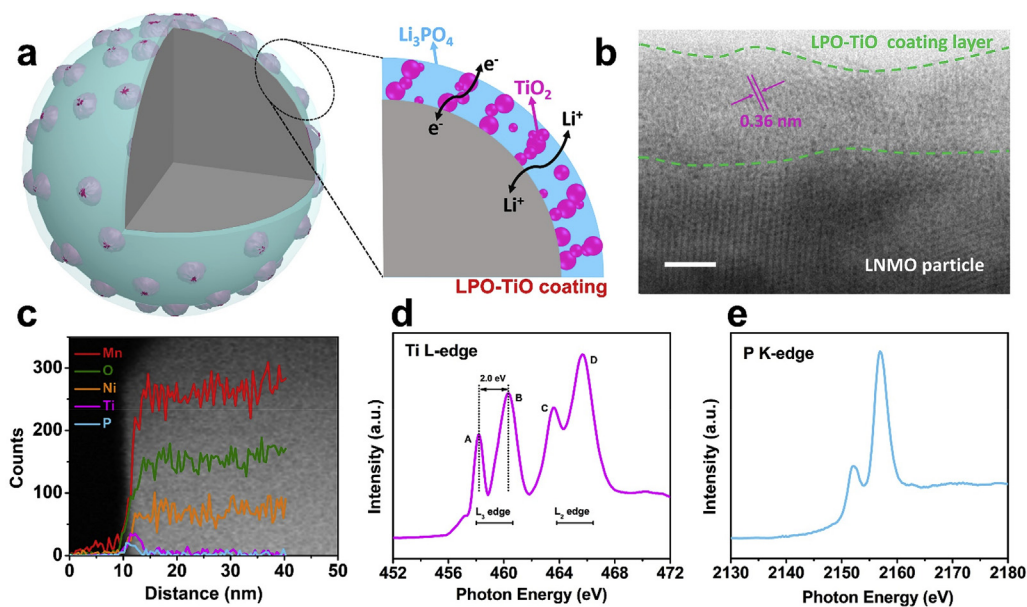 a
Li₃PO₄
e⁻
TiO₂
e⁻
Li⁺
Li⁺
LPO-TiO coating
b
LPO-TiO coating layer
0.36 nm
LNMO particle
c
Mn
O
Ni
Ti
P
300
250
150
100
0
0 10 20 30 40 50
Counts
Distance (nm)
d
Ti L-edge
2.0 eV
A
B
C
D
L₃ edge
L₂ edge
452 456 460 464 468 472
Intensity (a.u.)
Photon Energy (eV)
e
P K-edge
2130 2140 2150 2160 2170 2180
Intensity (a.u.)
Photon Energy (eV)